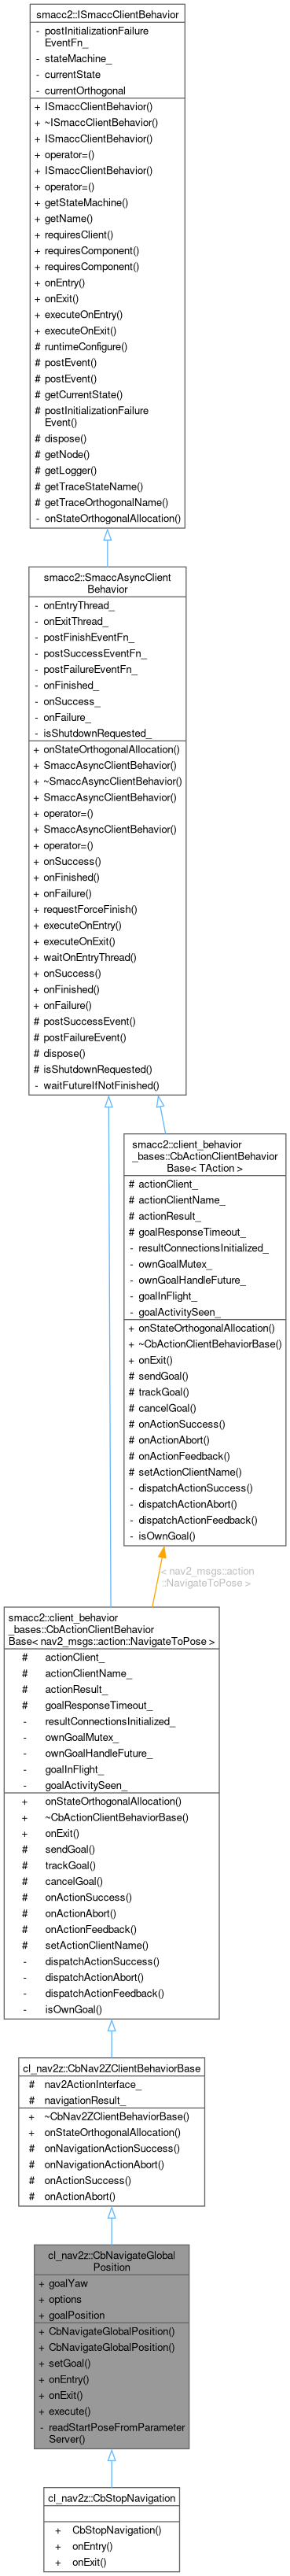 smacc2::ISmaccClientBehavior
- postInitializationFailure
EventFn_
- stateMachine_
- currentState
- currentOrthogonal
+ ISmaccClientBehavior()
+ ~ISmaccClientBehavior()
+ ISmaccClientBehavior()
+ operator=()
+ ISmaccClientBehavior()
+ operator=()
+ getStateMachine()
+ getName()
+ requiresClient()
+ requiresComponent()
+ requiresComponent()
+ onEntry()
+ onExit()
+ executeOnEntry()
+ executeOnExit()
# runtimeConfigure()
# postEvent()
# postEvent()
# getCurrentState()
# postInitializationFailure
Event()
# dispose()
# getNode()
# getLogger()
# getTraceStateName()
# getTraceOrthogonalName()
- onStateOrthogonalAllocation()
smacc2::SmaccAsyncClient
Behavior
- onEntryThread_
- onExitThread_
- postFinishEventFn_
- postSuccessEventFn_
- postFailureEventFn_
- onFinished_
- onSuccess_
- onFailure_
- isShutdownRequested_
+ onStateOrthogonalAllocation()
+ SmaccAsyncClientBehavior()
+ ~SmaccAsyncClientBehavior()
+ SmaccAsyncClientBehavior()
+ operator=()
+ SmaccAsyncClientBehavior()
+ operator=()
+ onSuccess()
+ onFinished()
+ onFailure()
+ requestForceFinish()
+ executeOnEntry()
+ executeOnExit()
+ waitOnEntryThread()
+ onSuccess()
+ onFinished()
+ onFailure()
# postSuccessEvent()
# postFailureEvent()
# dispose()
# isShutdownRequested()
- waitFutureIfNotFinished()
smacc2::client_behavior
_bases::CbActionClientBehavior
Base< TAction >
# actionClient_
# actionClientName_
# actionResult_
# goalResponseTimeout_
- resultConnectionsInitialized_
- ownGoalMutex_
- ownGoalHandleFuture_
- goalInFlight_
- goalActivitySeen_
+ onStateOrthogonalAllocation()
+ ~CbActionClientBehaviorBase()
+ onExit()
# sendGoal()
# trackGoal()
# cancelGoal()
# onActionSuccess()
# onActionAbort()
# onActionFeedback()
# setActionClientName()
- dispatchActionSuccess()
- dispatchActionAbort()
- dispatchActionFeedback()
- isOwnGoal()
< nav2_msgs::action
::NavigateToPose >
smacc2::client_behavior
_bases::CbActionClientBehavior
Base< nav2_msgs::action::NavigateToPose >
# actionClient_
# actionClientName_
# actionResult_
# goalResponseTimeout_
- resultConnectionsInitialized_
- ownGoalMutex_
- ownGoalHandleFuture_
- goalInFlight_
- goalActivitySeen_
+ onStateOrthogonalAllocation()
+ ~CbActionClientBehaviorBase()
+ onExit()
# sendGoal()
# trackGoal()
# cancelGoal()
# onActionSuccess()
# onActionAbort()
# onActionFeedback()
# setActionClientName()
- dispatchActionSuccess()
- dispatchActionAbort()
- dispatchActionFeedback()
- isOwnGoal()
cl_nav2z::CbNav2ZClientBehaviorBase
# nav2ActionInterface_
# navigationResult_
+ ~CbNav2ZClientBehaviorBase()
+ onStateOrthogonalAllocation()
# onNavigationActionSuccess()
# onNavigationActionAbort()
# onActionSuccess()
# onActionAbort()
cl_nav2z::CbNavigateGlobal
Position
+ goalYaw
+ options
+ goalPosition
+ CbNavigateGlobalPosition()
+ CbNavigateGlobalPosition()
+ setGoal()
+ onEntry()
+ onExit()
+ execute()
- readStartPoseFromParameter
Server()
cl_nav2z::CbStopNavigation
+ CbStopNavigation()
+ onEntry()
+ onExit()